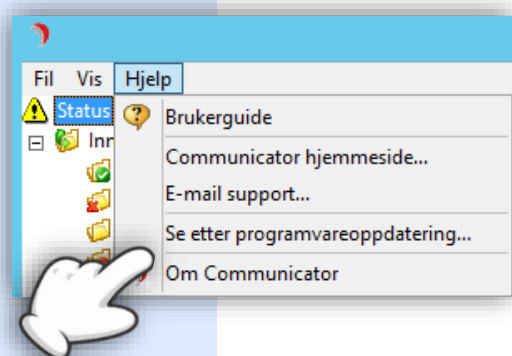 Fil Vis Hjelp
Status
Brukerguide
Communicator hjemmeside...
E-mail support...
Se etter programvareoppdatering...
Om Communicator